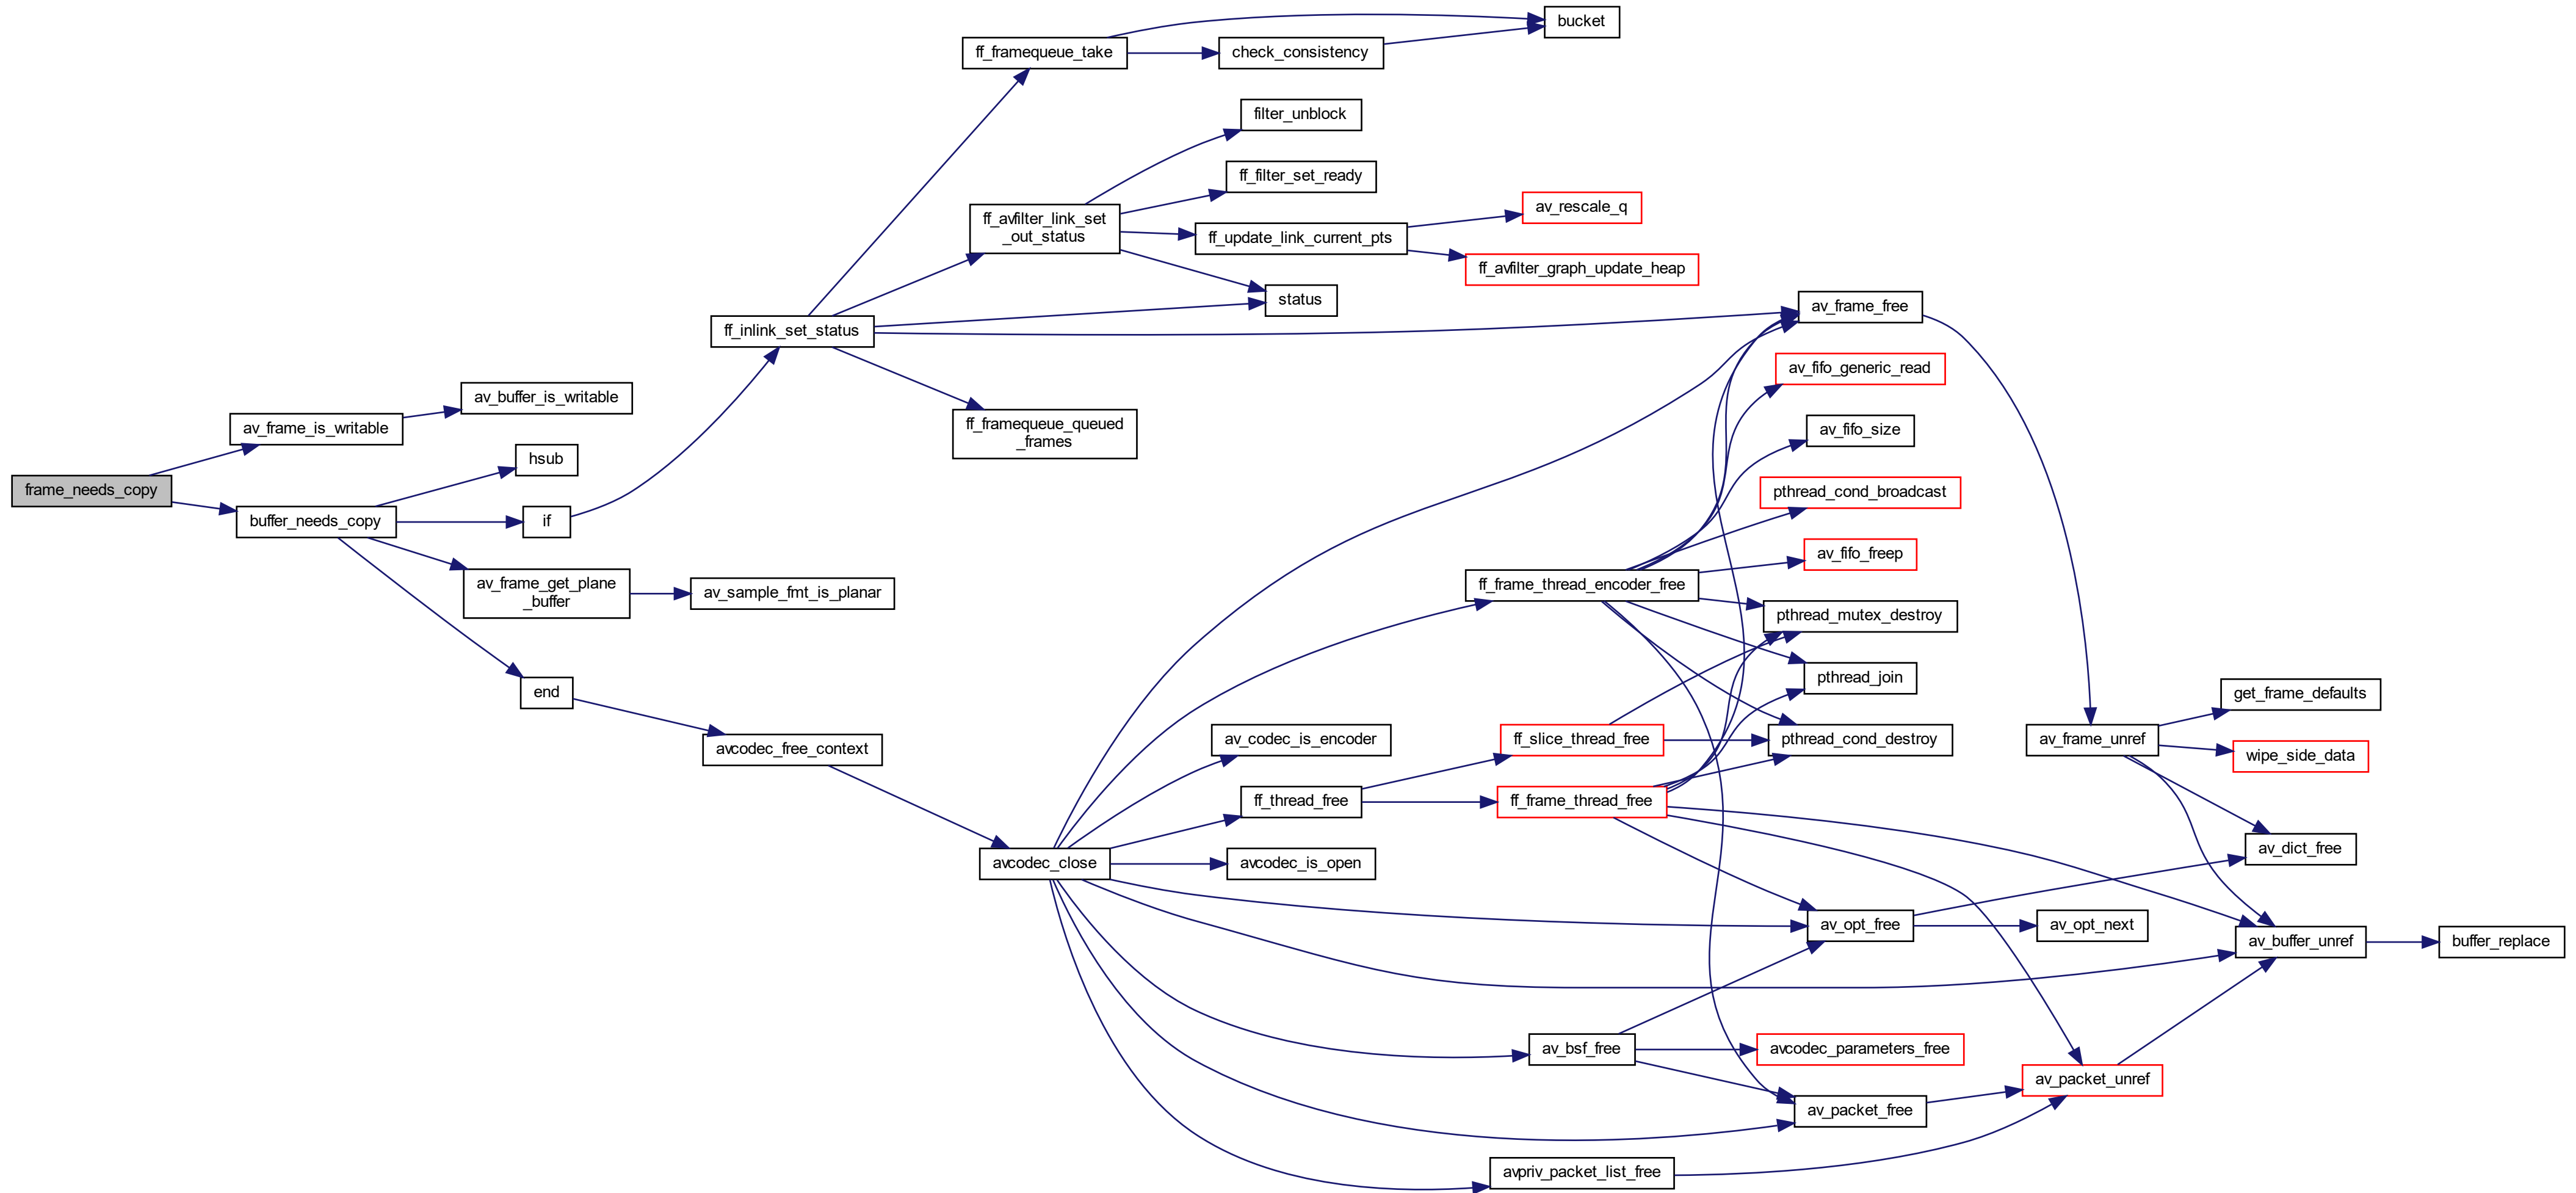 frame_needs_copy
av_frame_is_writable
buffer_needs_copy
av_buffer_is_writable
hsub
if
av_frame_get_plane
_buffer
end
av_sample_fmt_is_planar
avcodec_free_context
ff_inlink_set_status
ff_framequeue_take
ff_avfilter_link_set
_out_status
ff_framequeue_queued
_frames
avcodec_close
bucket
check_consistency
filter_unblock
ff_filter_set_ready
ff_update_link_current_pts
status
av_rescale_q
ff_avfilter_graph_update_heap
av_codec_is_encoder
ff_thread_free
avcodec_is_open
ff_frame_thread_encoder_free
ff_slice_thread_free
ff_frame_thread_free
av_bsf_free
avpriv_packet_list_free
av_frame_free
av_fifo_generic_read
av_fifo_size
pthread_cond_broadcast
av_fifo_freep
pthread_mutex_destroy
pthread_join
pthread_cond_destroy
av_opt_free
avcodec_parameters_free
av_packet_free
av_frame_unref
av_opt_next
av_packet_unref
get_frame_defaults
wipe_side_data
av_dict_free
av_buffer_unref
buffer_replace